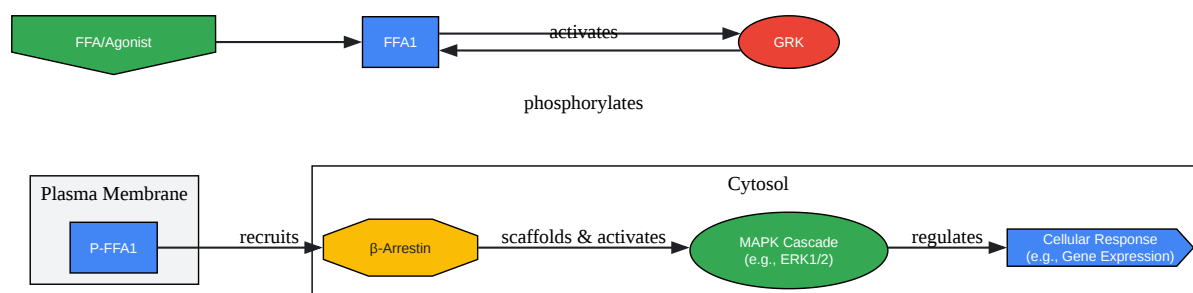 FFA/Agonist
FFA1
activates
GRK
phosphorylates
Plasma Membrane
Cytosol
P-FFA1
recruits
β-Arrestin
scaffolds & activates
MAPK Cascade
(e.g., ERK1/2)
regulates
Cellular Response
(e.g., Gene Expression)